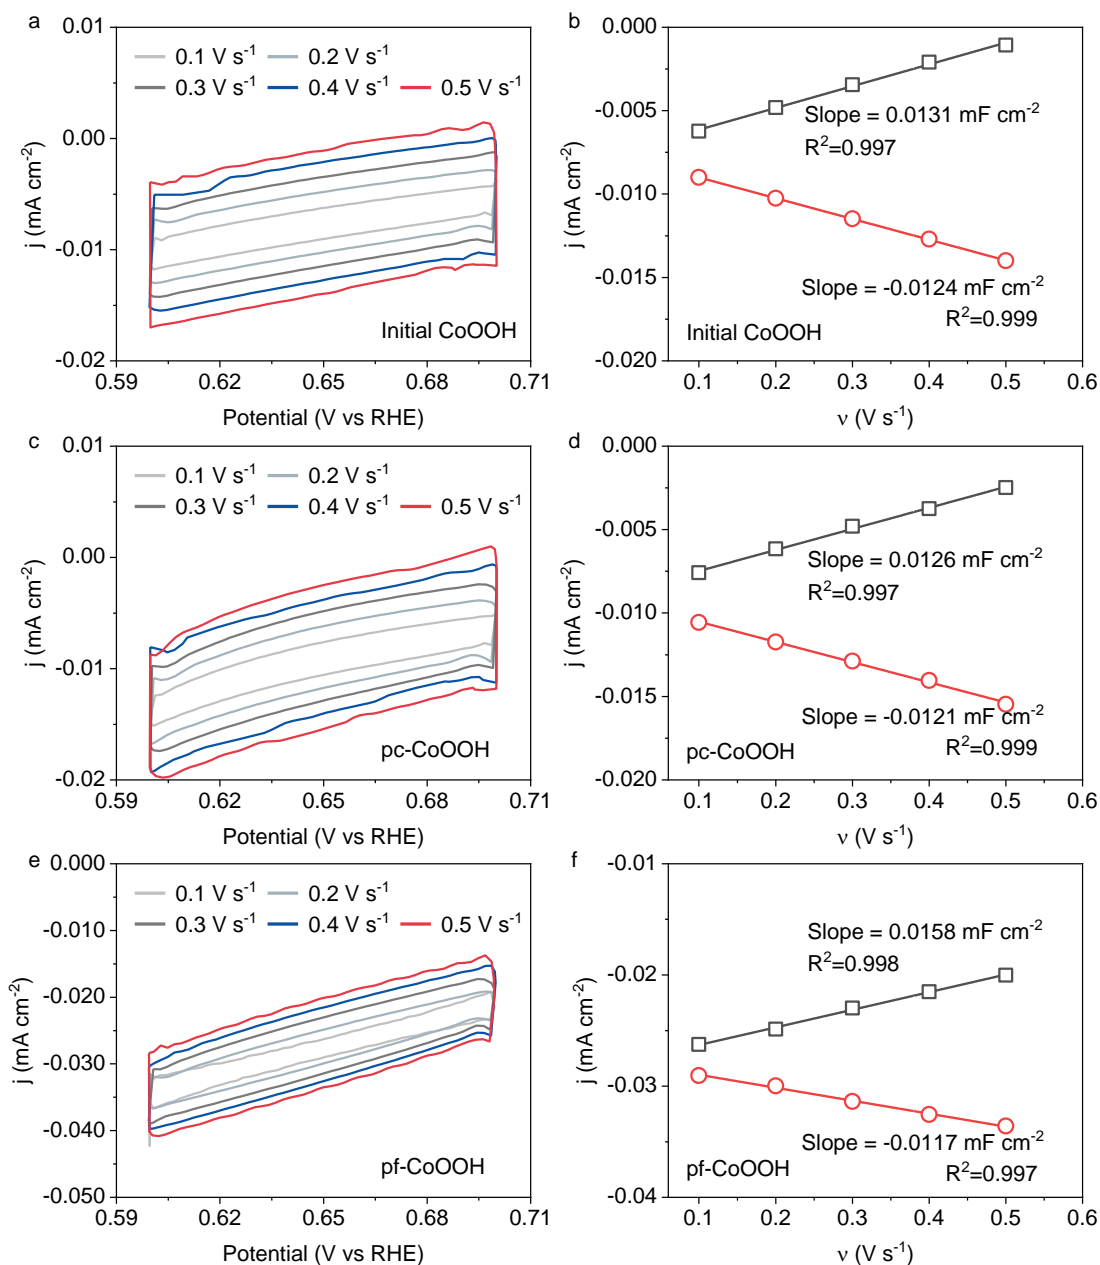 a
0.01
0.00
-0.01
-0.02
j (mA cm-2)
0.1 V s-1
0.2 V s-1
0.3 V s-1
0.4 V s-1
0.5 V s-1
Initial CoOOH
0.59
0.62
0.65
0.68
0.71
Potential (V vs RHE)
b
0.000
-0.005
-0.010
-0.015
-0.020
j (mA cm-2)
Slope = 0.0131 mF cm-2
R2=0.997
Slope = -0.0124 mF cm-2
R2=0.999
Initial CoOOH
0.1
0.2
0.3
0.4
0.5
0.6
ν (V s-1)
c
0.01
0.00
-0.01
-0.02
j (mA cm-2)
0.1 V s-1
0.2 V s-1
0.3 V s-1
0.4 V s-1
0.5 V s-1
pc-CoOOH
0.59
0.62
0.65
0.68
0.71
Potential (V vs RHE)
d
0.000
-0.005
-0.010
-0.015
-0.020
j (mA cm-2)
Slope = 0.0126 mF cm-2
R2=0.997
Slope = -0.0121 mF cm-2
R2=0.999
pc-CoOOH
0.1
0.2
0.3
0.4
0.5
0.6
ν (V s-1)
e
0.000
-0.010
-0.020
-0.030
-0.040
-0.050
j (mA cm-2)
0.1 V s-1
0.2 V s-1
0.3 V s-1
0.4 V s-1
0.5 V s-1
pf-CoOOH
0.59
0.62
0.65
0.68
0.71
Potential (V vs RHE)
f
-0.01
-0.02
-0.03
-0.04
j (mA cm-2)
Slope = 0.0158 mF cm-2
R2=0.998
Slope = -0.0117 mF cm-2
R2=0.997
pf-CoOOH
0.1
0.2
0.3
0.4
0.5
0.6
ν (V s-1)